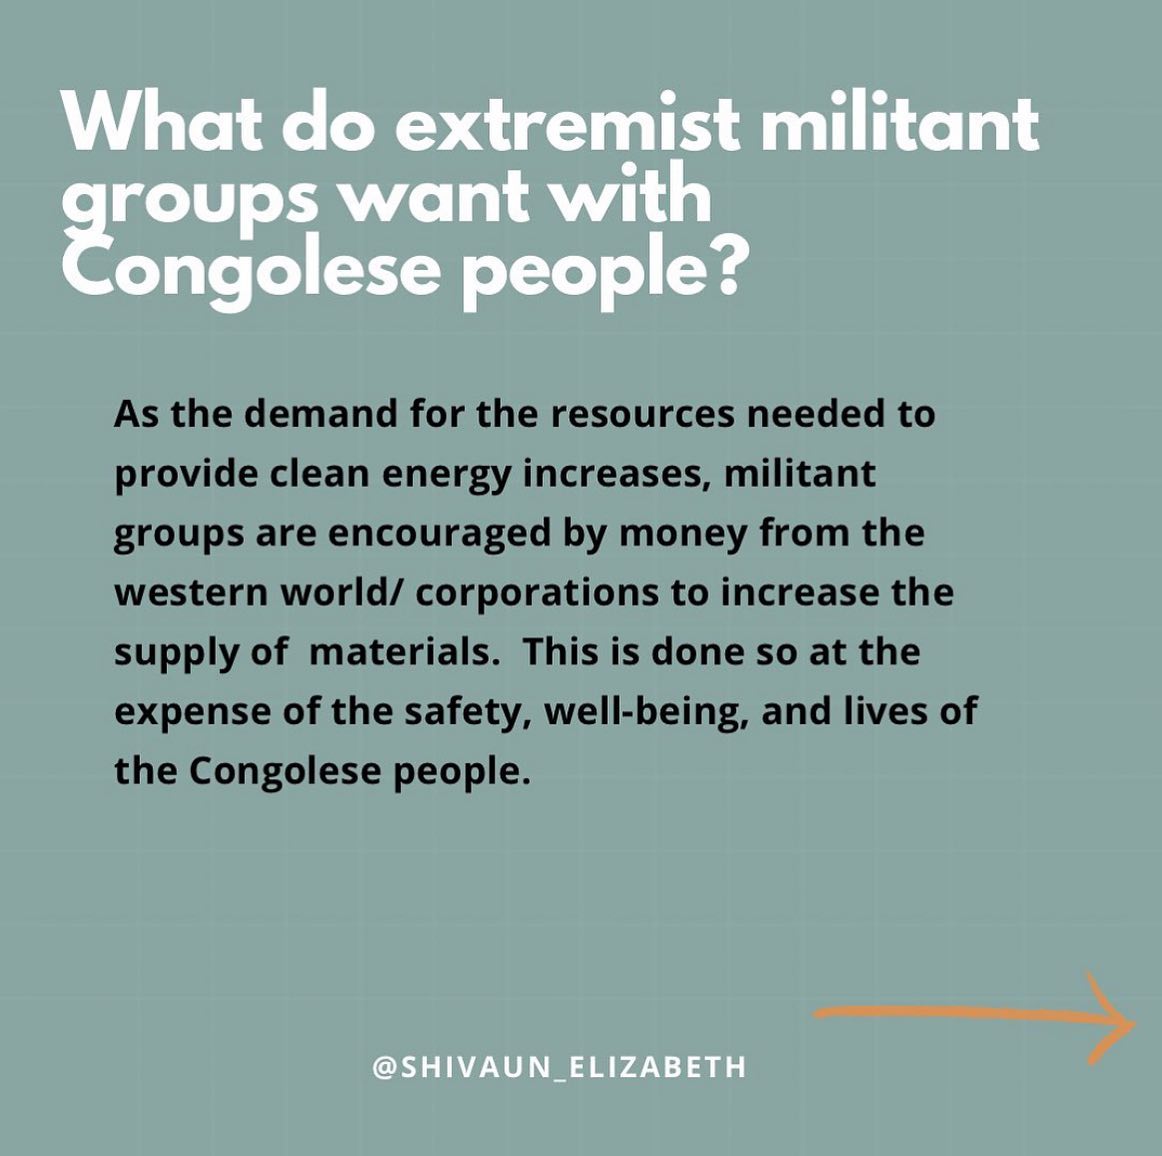 What do extremist militant
groups want with
Congolese people?
As the demand for the resources needed to
provide clean energy increases, militant
groups are encouraged by money from the
western world/ corporations to increase the
supply of  materials.  This is done so at the
expense of the safety, well-being, and lives of
the Congolese people.
@SHIVAUN_ELIZABETH